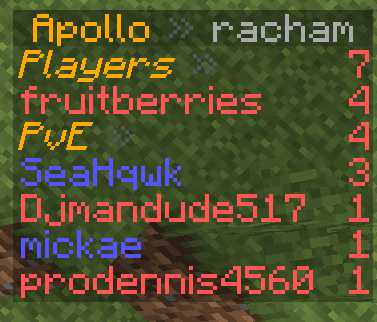 Apollo » racham
Players » 7
fruitberries 4
PvE » 4
SeaHqwk 3
Djmandude517 1
mickae 1
prodennis4560 1